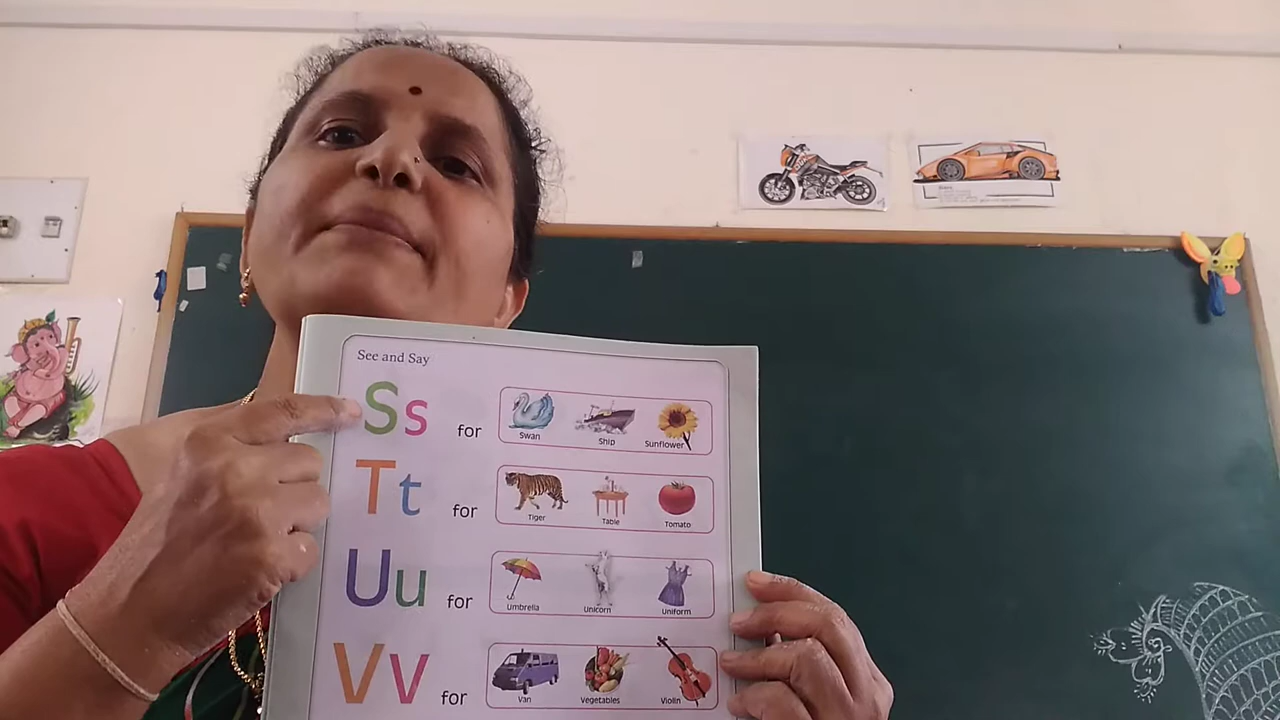 See and Say
Ss for Swan Ship Sunflower
Tt for Tiger Table Tomato
Uu for Umbrella Unicorn Uniform
Vv for Van Vegetables Violin